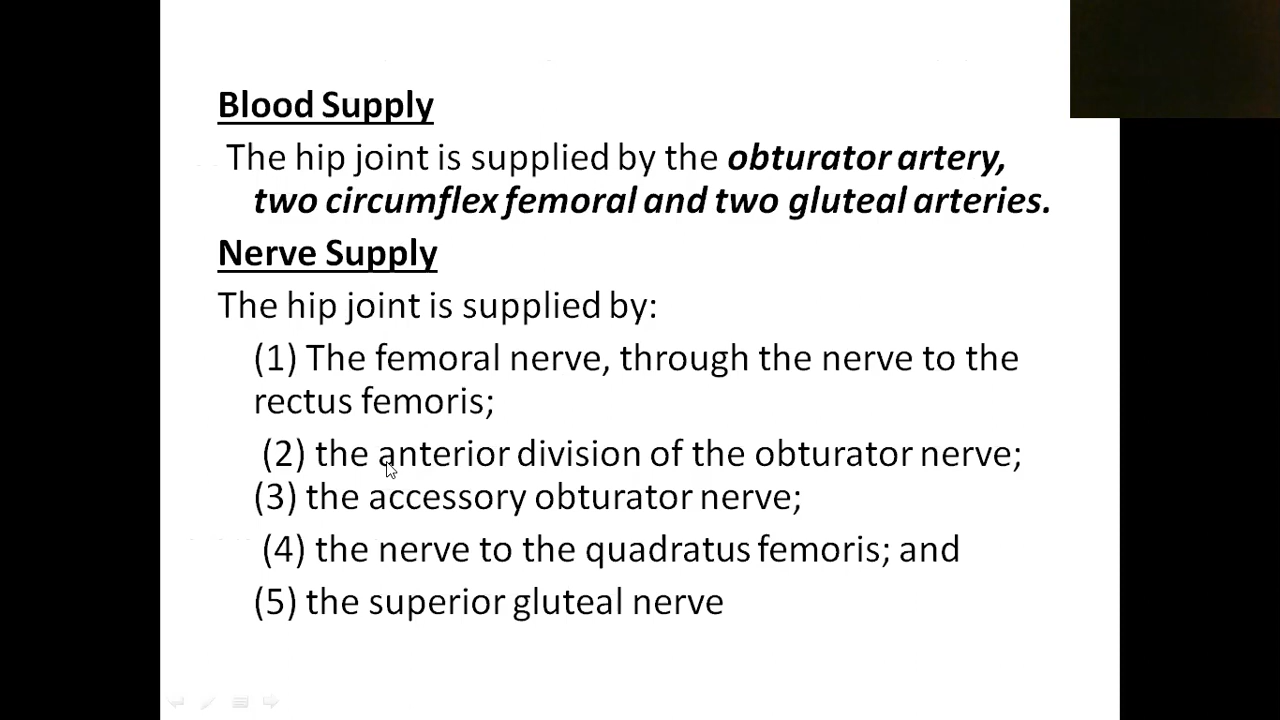 Blood Supply
The hip joint is supplied by the obturator artery,
two circumflex femoral and two gluteal arteries.
Nerve Supply
The hip joint is supplied by:
(1) The femoral nerve, through the nerve to the
rectus femoris;
(2) the anterior division of the obturator nerve;
(3) the accessory obturator nerve;
(4) the nerve to the quadratus femoris; and
(5) the superior gluteal nerve